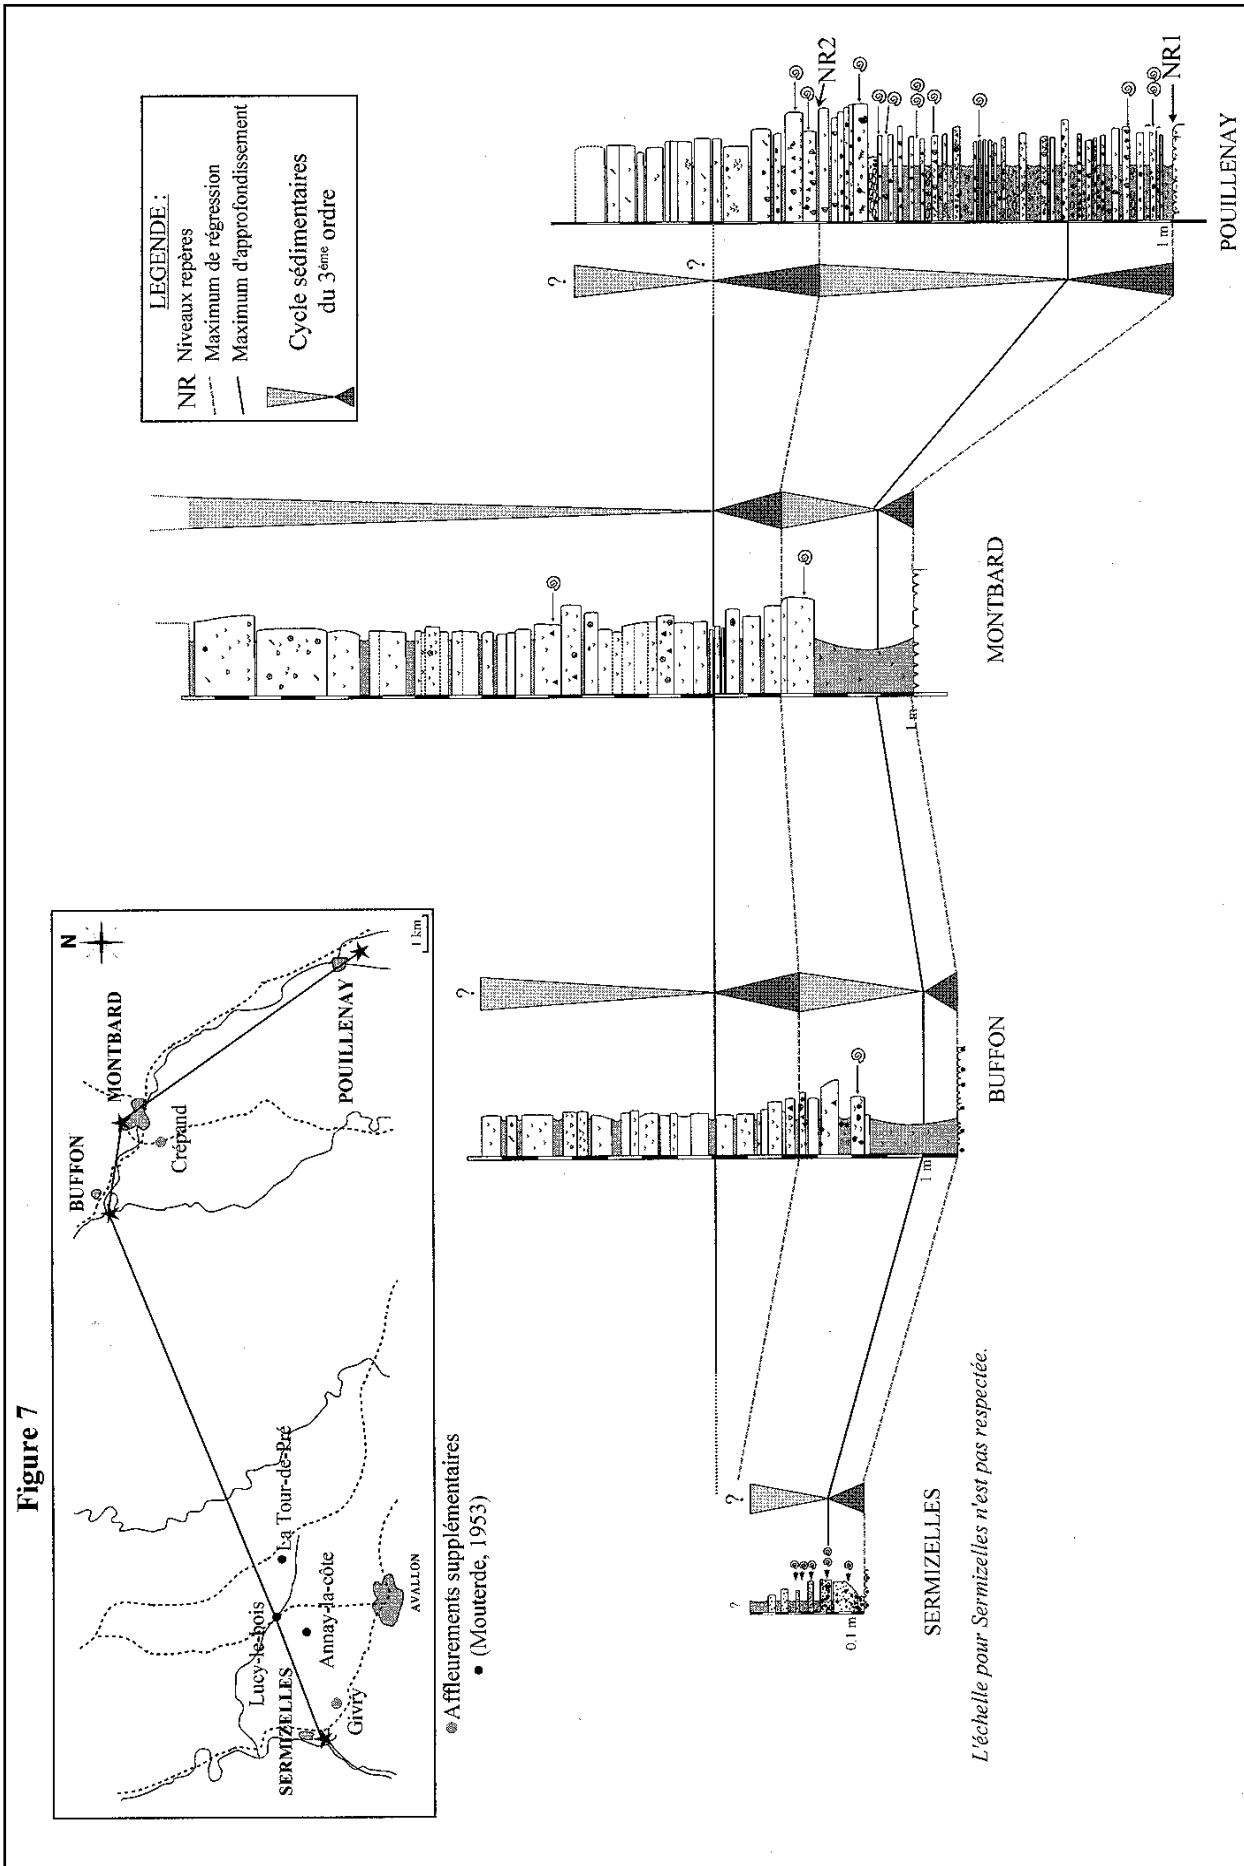 Figure 7
N
BUFFON
MONTBARD
Crépand
POUILLENAY
1 km
La Tour-de-Pré
Lucy-le-bois
Annay-la-côte
SERMIZELLES
Givry
AVALLON
Affleurements supplémentaires
• (Mouterde, 1953)
LEGENDE :
NR Niveaux repères
Maximum de régression
Maximum d'approfondissement
Cycle sédimentaires
du 3ème ordre
?
?
?
?
?
NR2
NR1
0.1 m
1 m
1 m
1 m
SERMIZELLES
BUFFON
MONTBARD
POUILLENAY
L'échelle pour Sermizelles n'est pas respectée.